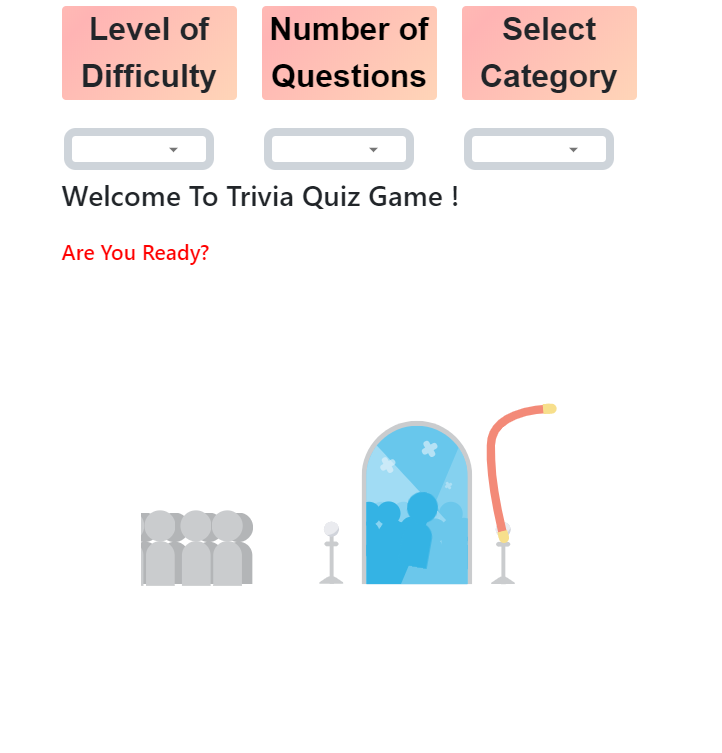 Level of
Difficulty
Number of
Questions
Select
Category
Welcome To Trivia Quiz Game !
Are You Ready?